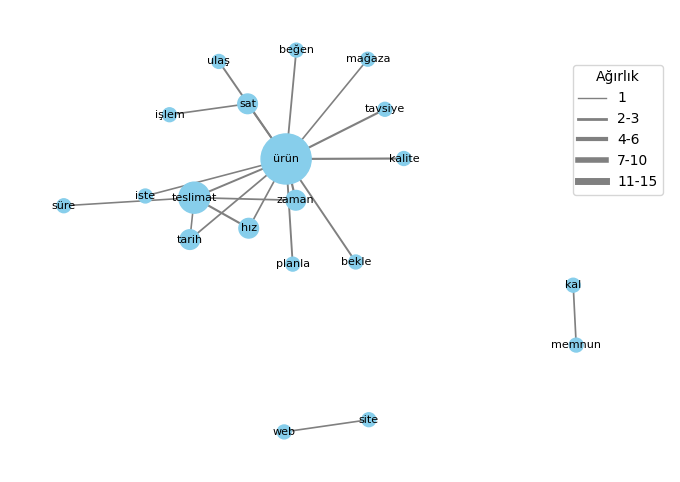 beğen
mağaza
ulaş
Ağırlık
1
2-3
4-6
7-10
11-15
sat
tavsiye
işlem
ürün
kalite
iste
teslimat
zaman
süre
hız
tarih
planla
bekle
kal
memnun
site
web